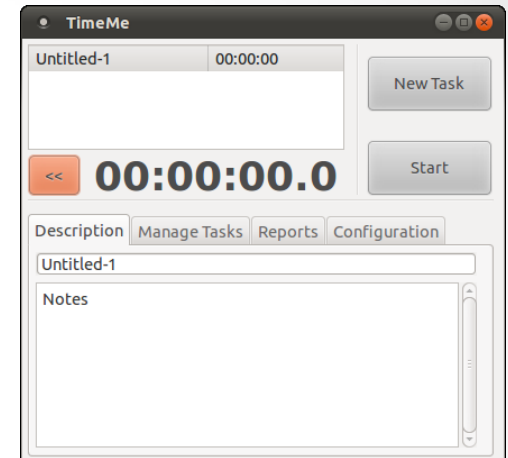 TimeMe
Untitled-1 00:00:00
New Task
<< 00:00:00.0
Start
Description Manage Tasks Reports Configuration
Untitled-1
Notes